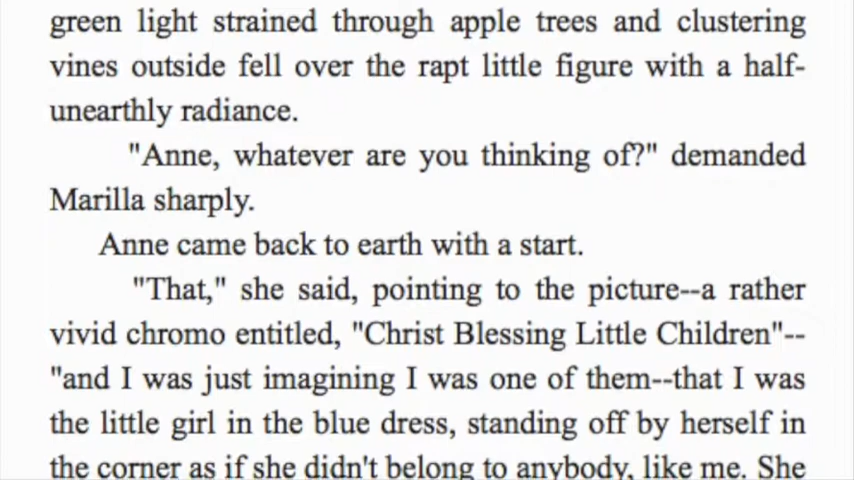 green light strained through apple trees and clustering
vines outside fell over the rapt little figure with a half-
unearthly radiance.
"Anne, whatever are you thinking of?" demanded
Marilla sharply.
Anne came back to earth with a start.
"That," she said, pointing to the picture--a rather
vivid chromo entitled, "Christ Blessing Little Children"--
"and I was just imagining I was one of them--that I was
the little girl in the blue dress, standing off by herself in
the corner as if she didn't belong to anybody, like me. She